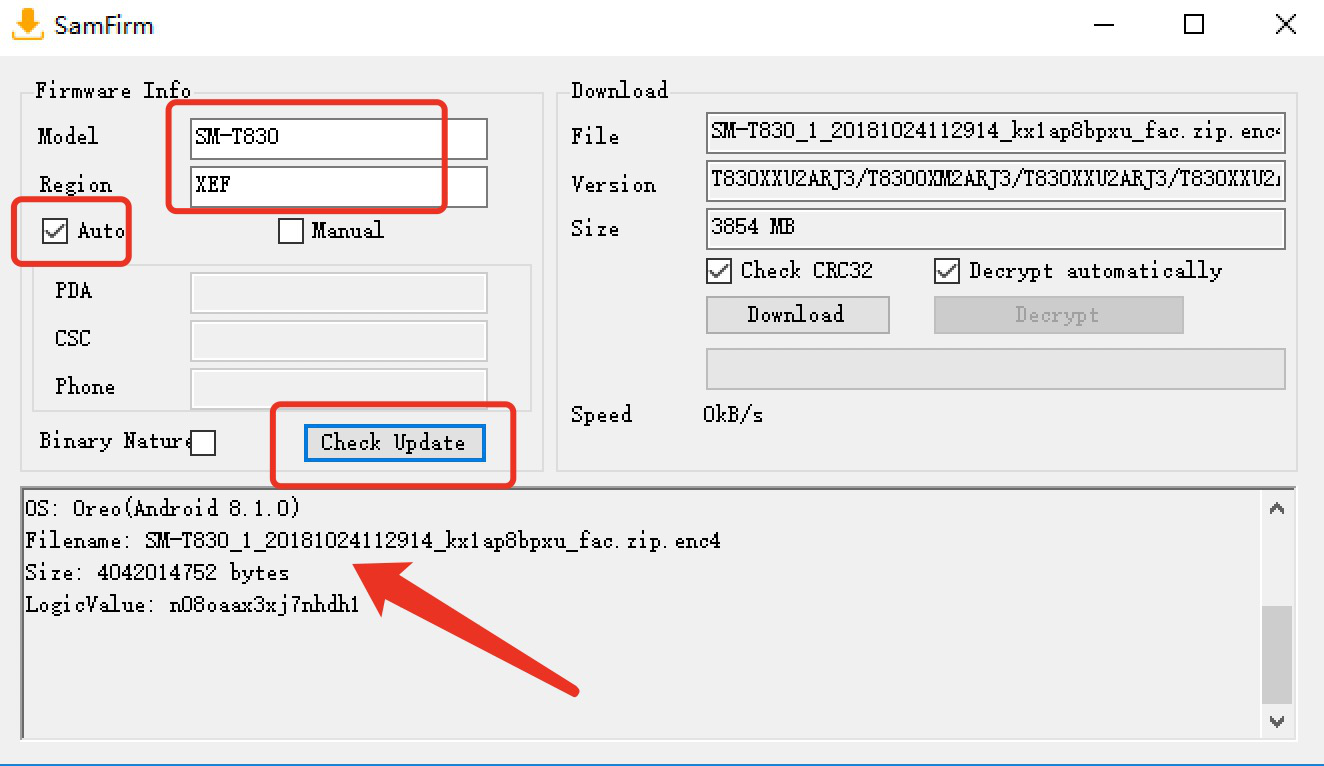 SamFirm
Firmware Info
Model SM-T830
Region XEF
Auto Manual
PDA
CSC
Phone
Binary Nature
Check Update
Download
File SM-T830_1_20181024112914_kx1ap8bpxu_fac.zip.enc4
Version T830XXU2ARJ3/T830OXM2ARJ3/T830XXU2ARJ3/T830XXU2
Size 3854 MB
Check CRC32 Decrypt automatically
Download Decrypt
Speed 0kB/s
OS: Oreo(Android 8.1.0)
Filename: SM-T830_1_20181024112914_kx1ap8bpxu_fac.zip.enc4
Size: 4042014752 bytes
LogicValue: n08oaax3xj7nhdh1